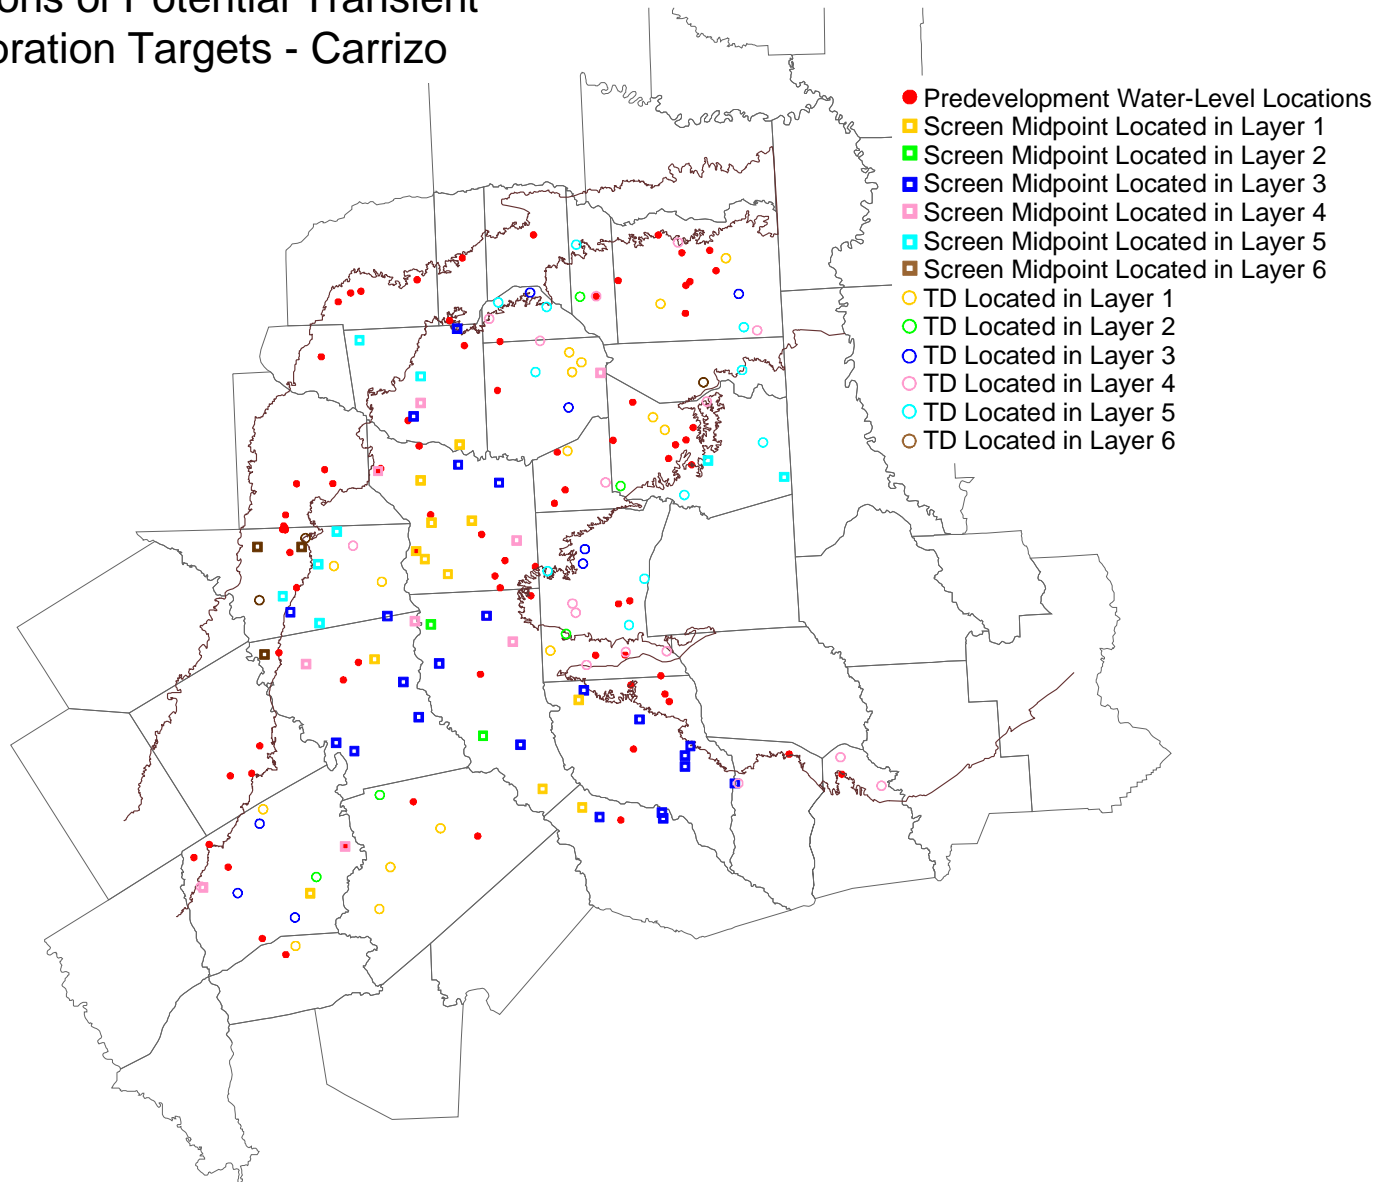 of Potential Transient
Targets - Carrizo
Predevelopment Water-Level Locations
Screen Midpoint Located in Layer 1
Screen Midpoint Located in Layer 2
Screen Midpoint Located in Layer 3
Screen Midpoint Located in Layer 4
Screen Midpoint Located in Layer 5
Screen Midpoint Located in Layer 6
TD Located in Layer 1
TD Located in Layer 2
TD Located in Layer 3
TD Located in Layer 4
TD Located in Layer 5
TD Located in Layer 6